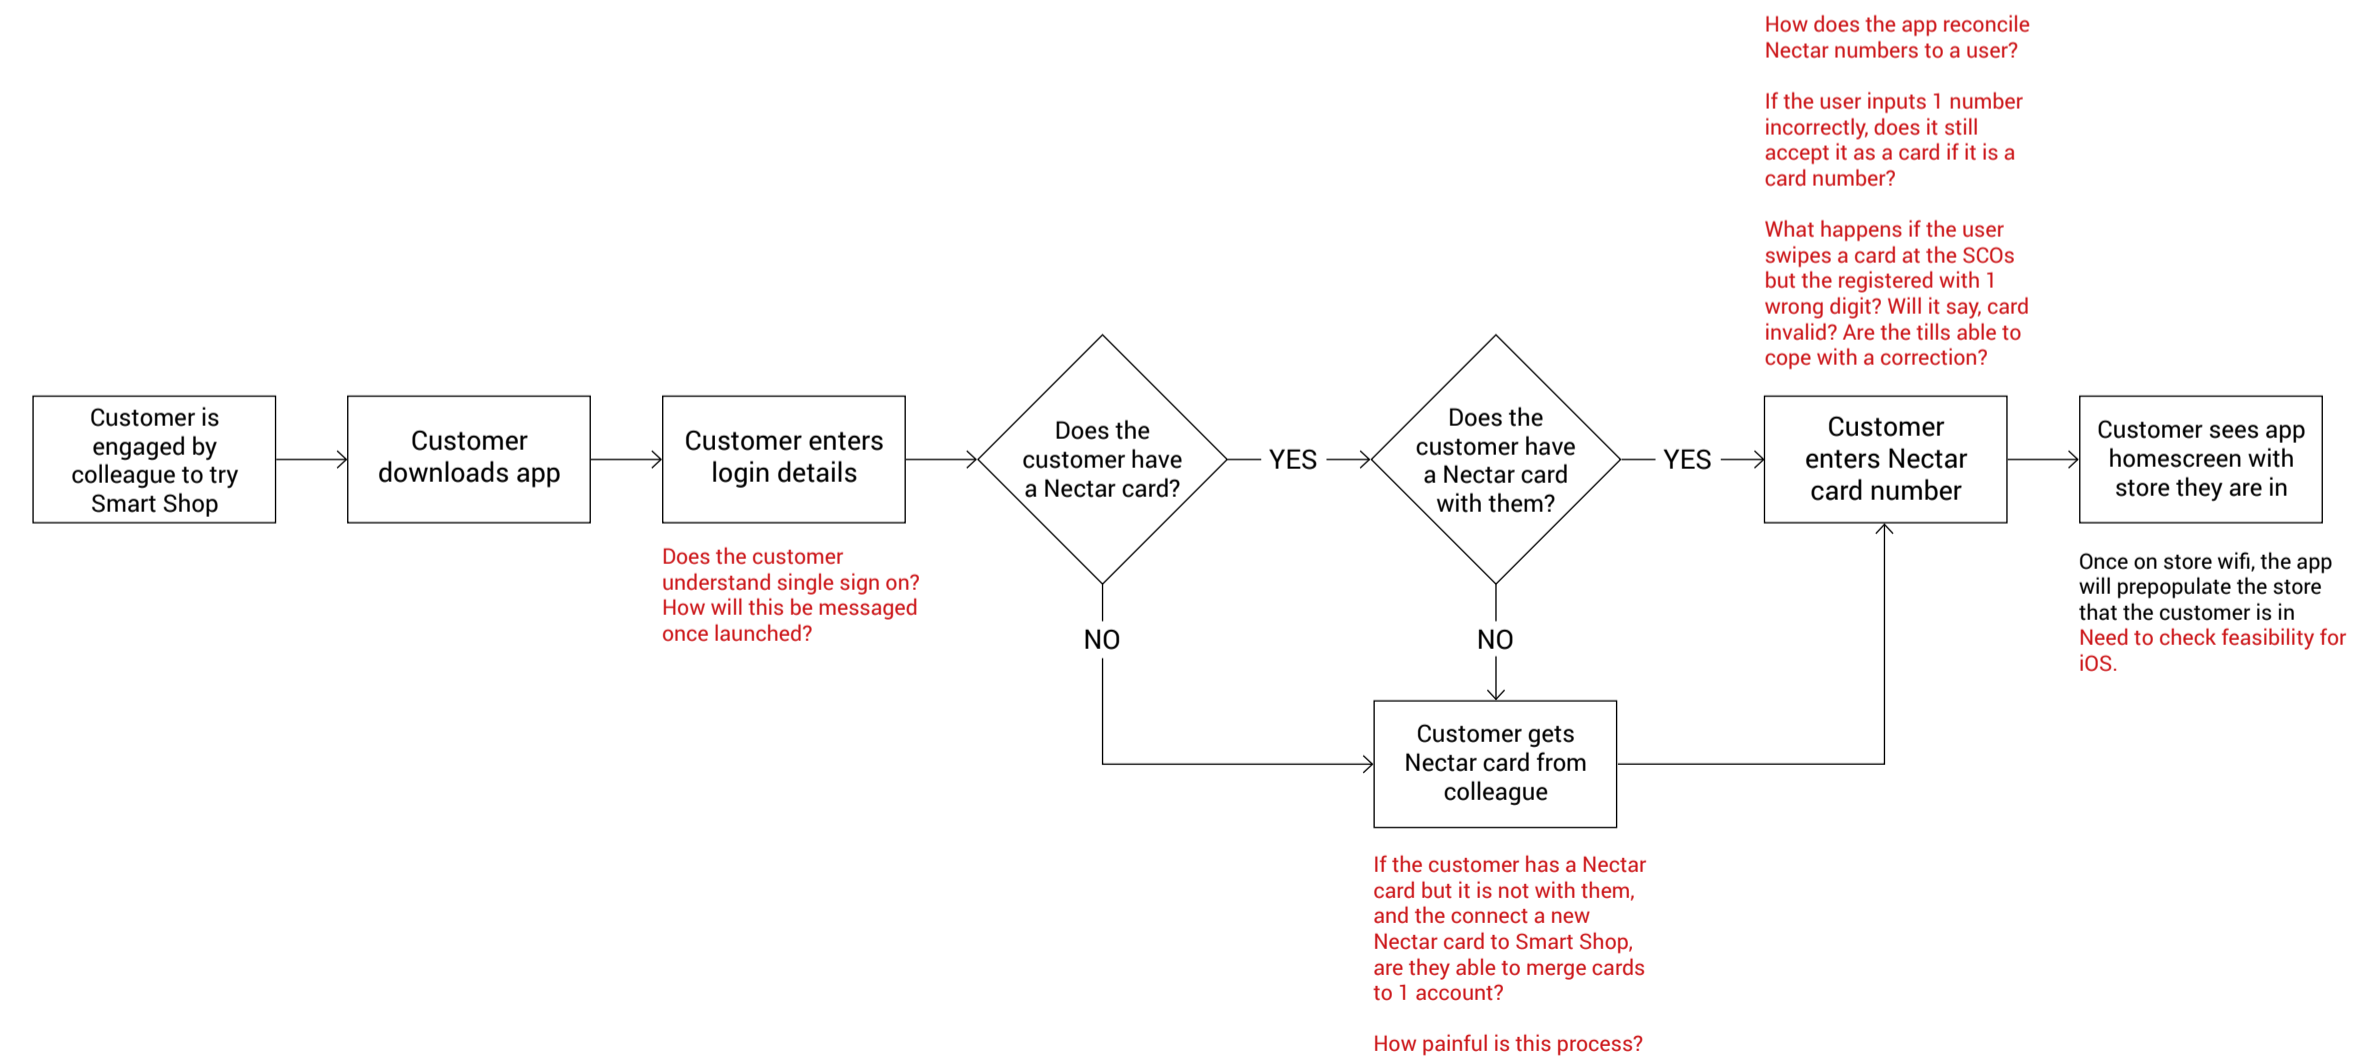 How does the app reconcile
Nectar numbers to a user?
If the user inputs 1 number
incorrectly, does it still
accept it as a card if it is a
card number?
What happens if the user
swipes a card at the SCOs
but the registered with 1
wrong digit? Will it say, card
invalid? Are the tills able to
cope with a correction?
Customer is
engaged by
colleague to try
Smart Shop
Customer
downloads app
Customer enters
login details
Does the customer
understand single sign on?
How will this be messaged
once launched?
Does the
customer have
a Nectar card?
YES
NO
Does the
customer have
a Nectar card
with them?
YES
NO
Customer
enters Nectar
card number
Customer sees app
homescreen with
store they are in
Once on store wifi, the app
will prepopulate the store
that the customer is in
Need to check feasibility for
iOS.
Customer gets
Nectar card from
colleague
If the customer has a Nectar
card but it is not with them,
and the connect a new
Nectar card to Smart Shop,
are they able to merge cards
to 1 account?
How painful is this process?